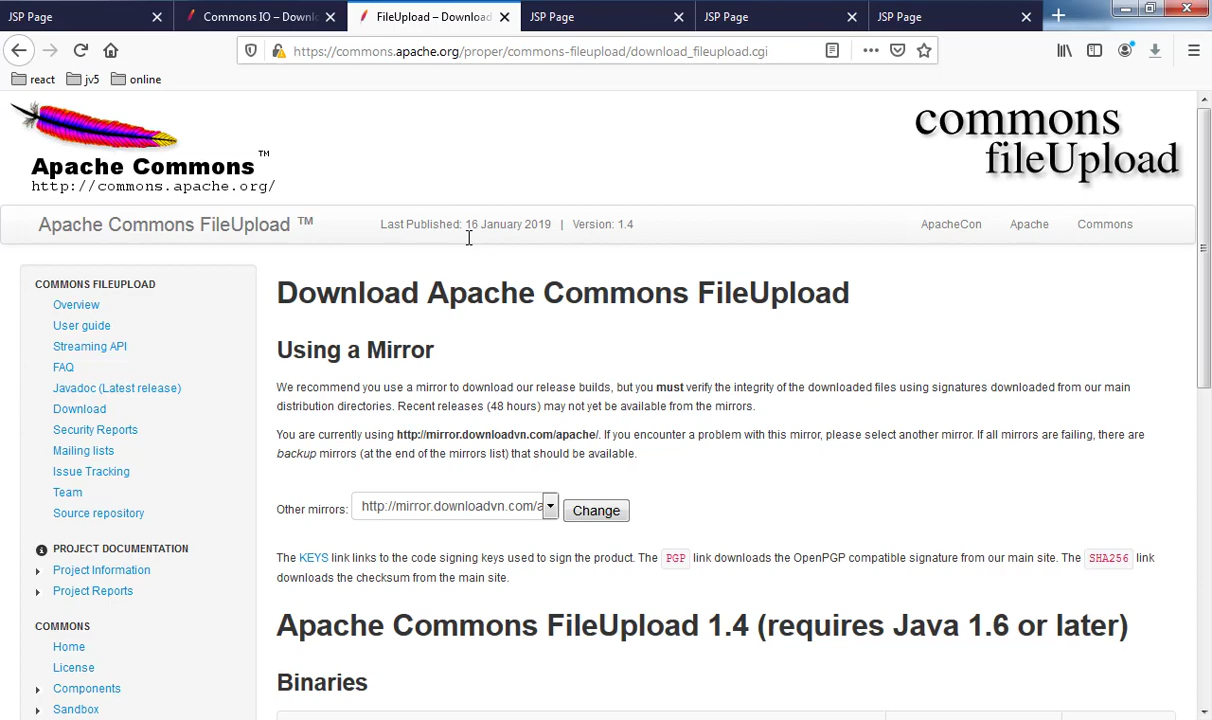 JSP Page
Commons IO – Downl
FileUpload – Download
JSP Page
JSP Page
JSP Page
https://commons.apache.org/proper/commons-fileupload/download_fileupload.cgi
react
jv5
online
Apache Commons™
http://commons.apache.org/
commons
fileUpload
Apache Commons FileUpload ™
Last Published: 16 January 2019 | Version: 1.4
ApacheCon
Apache
Commons
COMMONS FILEUPLOAD
Overview
User guide
Streaming API
FAQ
Javadoc (Latest release)
Download
Security Reports
Mailing lists
Issue Tracking
Team
Source repository
PROJECT DOCUMENTATION
Project Information
Project Reports
COMMONS
Home
License
Components
Sandbox
Download Apache Commons FileUpload
Using a Mirror
We recommend you use a mirror to download our release builds, but you must verify the integrity of the downloaded files using signatures downloaded from our main
distribution directories. Recent releases (48 hours) may not yet be available from the mirrors.
You are currently using http://mirror.downloadvn.com/apache/. If you encounter a problem with this mirror, please select another mirror. If all mirrors are failing, there are
backup mirrors (at the end of the mirrors list) that should be available.
Other mirrors: http://mirror.downloadvn.com/a Change
The KEYS link links to the code signing keys used to sign the product. The PGP link downloads the OpenPGP compatible signature from our main site. The SHA256 link
downloads the checksum from the main site.
Apache Commons FileUpload 1.4 (requires Java 1.6 or later)
Binaries